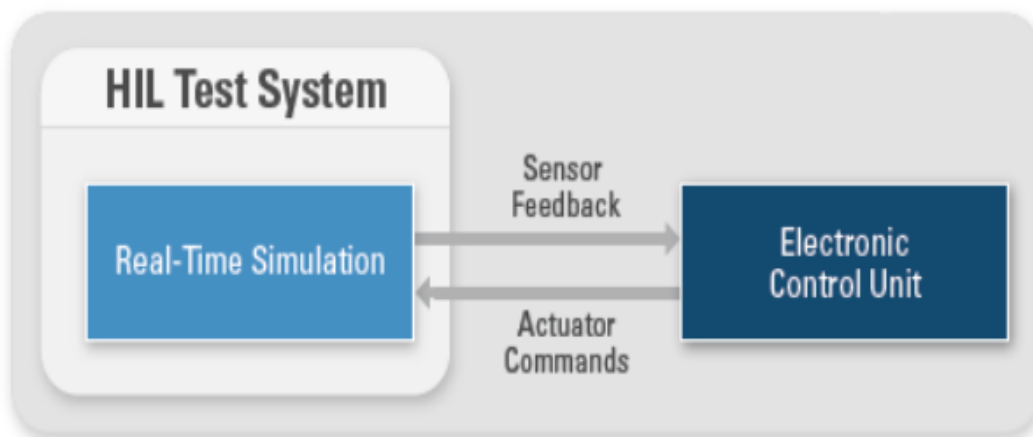 HIL Test System
Sensor
Feedback
Real-Time Simulation
Electronic
Control Unit
Actuator
Commands